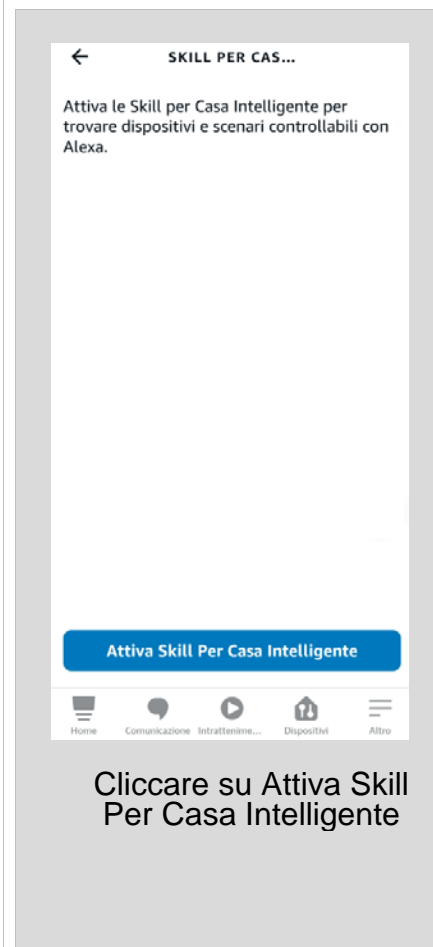 SKILL PER CAS...
Attiva le Skill per Casa Intelligente per
trovare dispositivi e scenari controllabili con
Alexa.
Attiva Skill Per Casa Intelligente
Home Comunicazione Intrattenime... Dispositivi Altro
Cliccare su Attiva Skill
Per Casa Intelligente